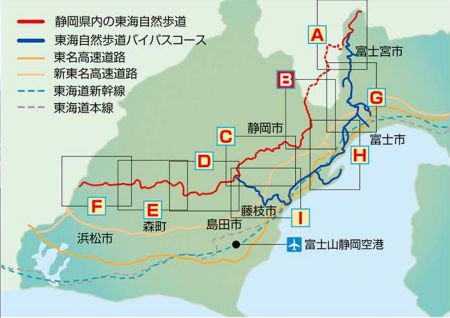 静岡県内の東海自然歩道
東海自然歩道バイパスコース
東名高速道路
新東名高速道路
東海道新幹線
東海道本線
A
富士宮市
B
G
静岡市
富士市
C
D
H
F
E
I
藤枝市
島田市
森町
浜松市
富士山静岡空港